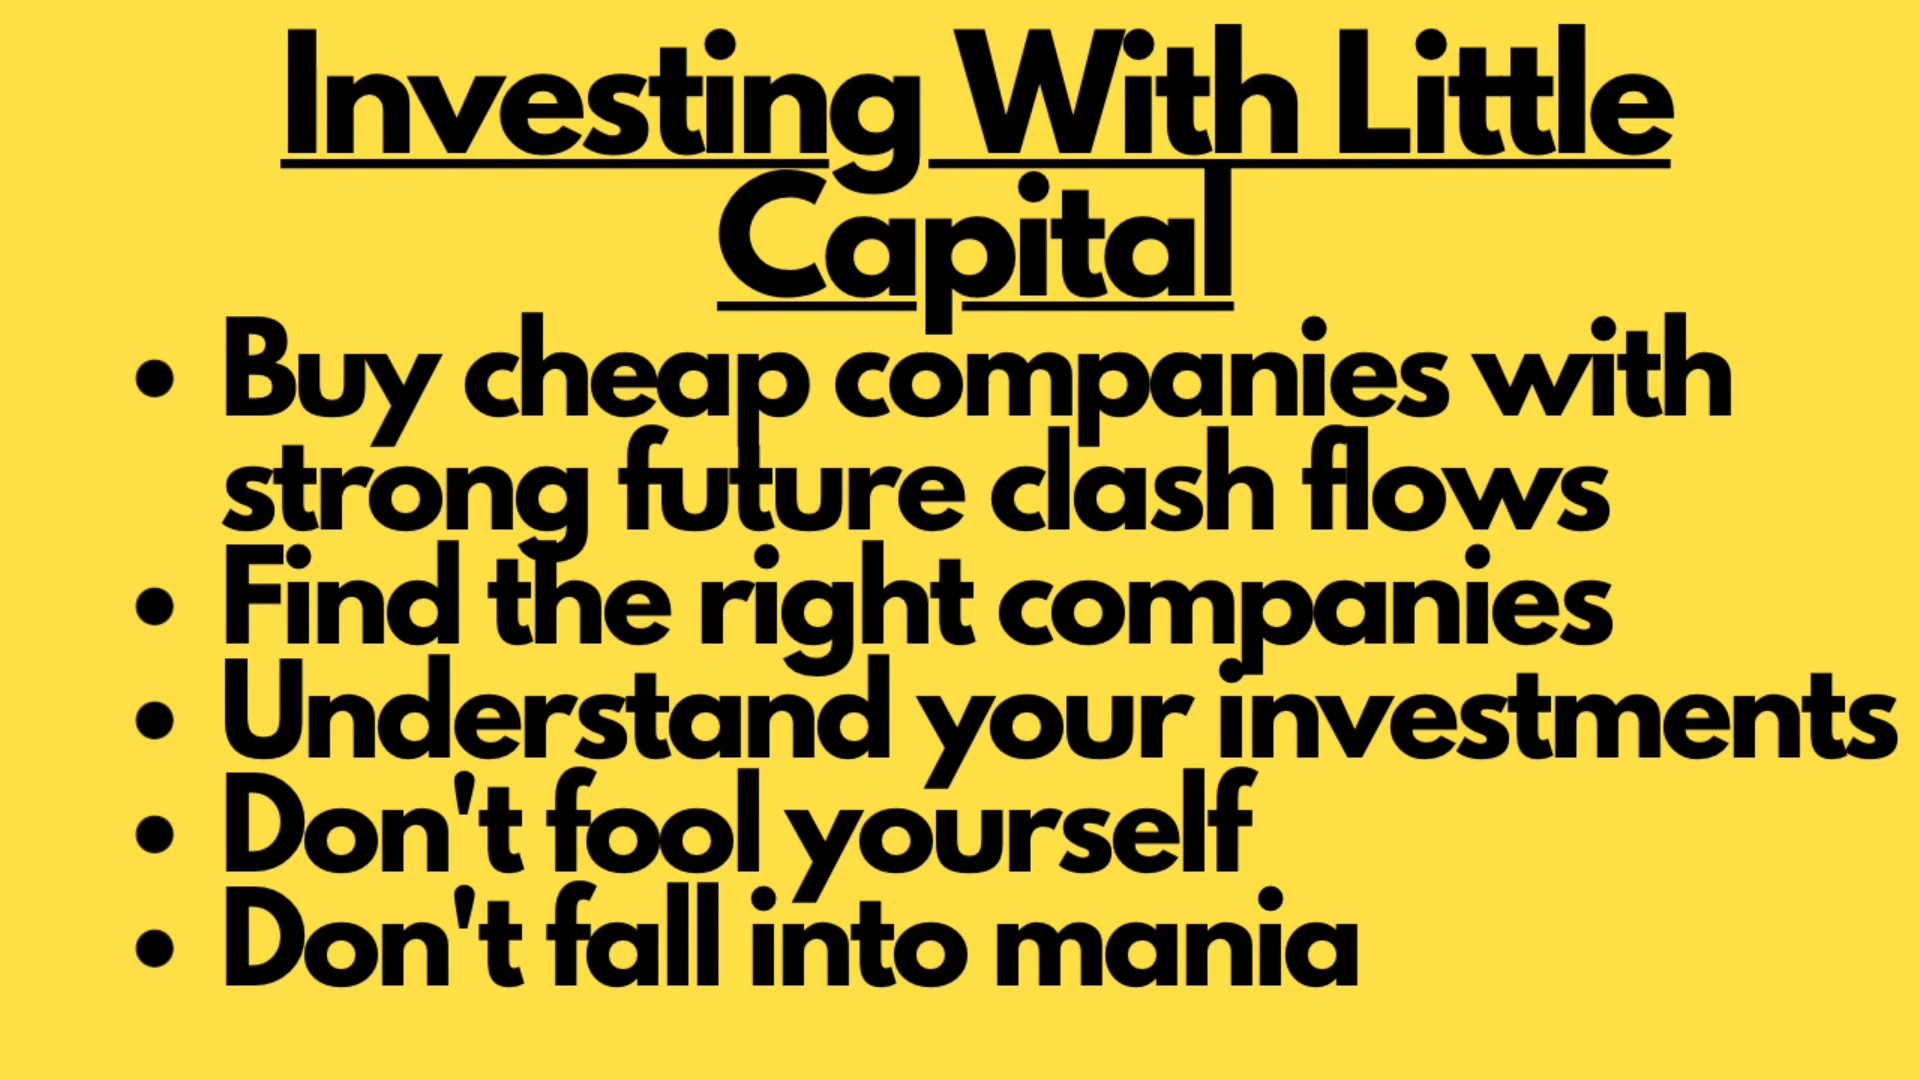 Investing With Little
Capital
• Buy cheap companies with
strong future clash flows
• Find the right companies
• Understand your investments
• Don't fool yourself
• Don't fall into mania